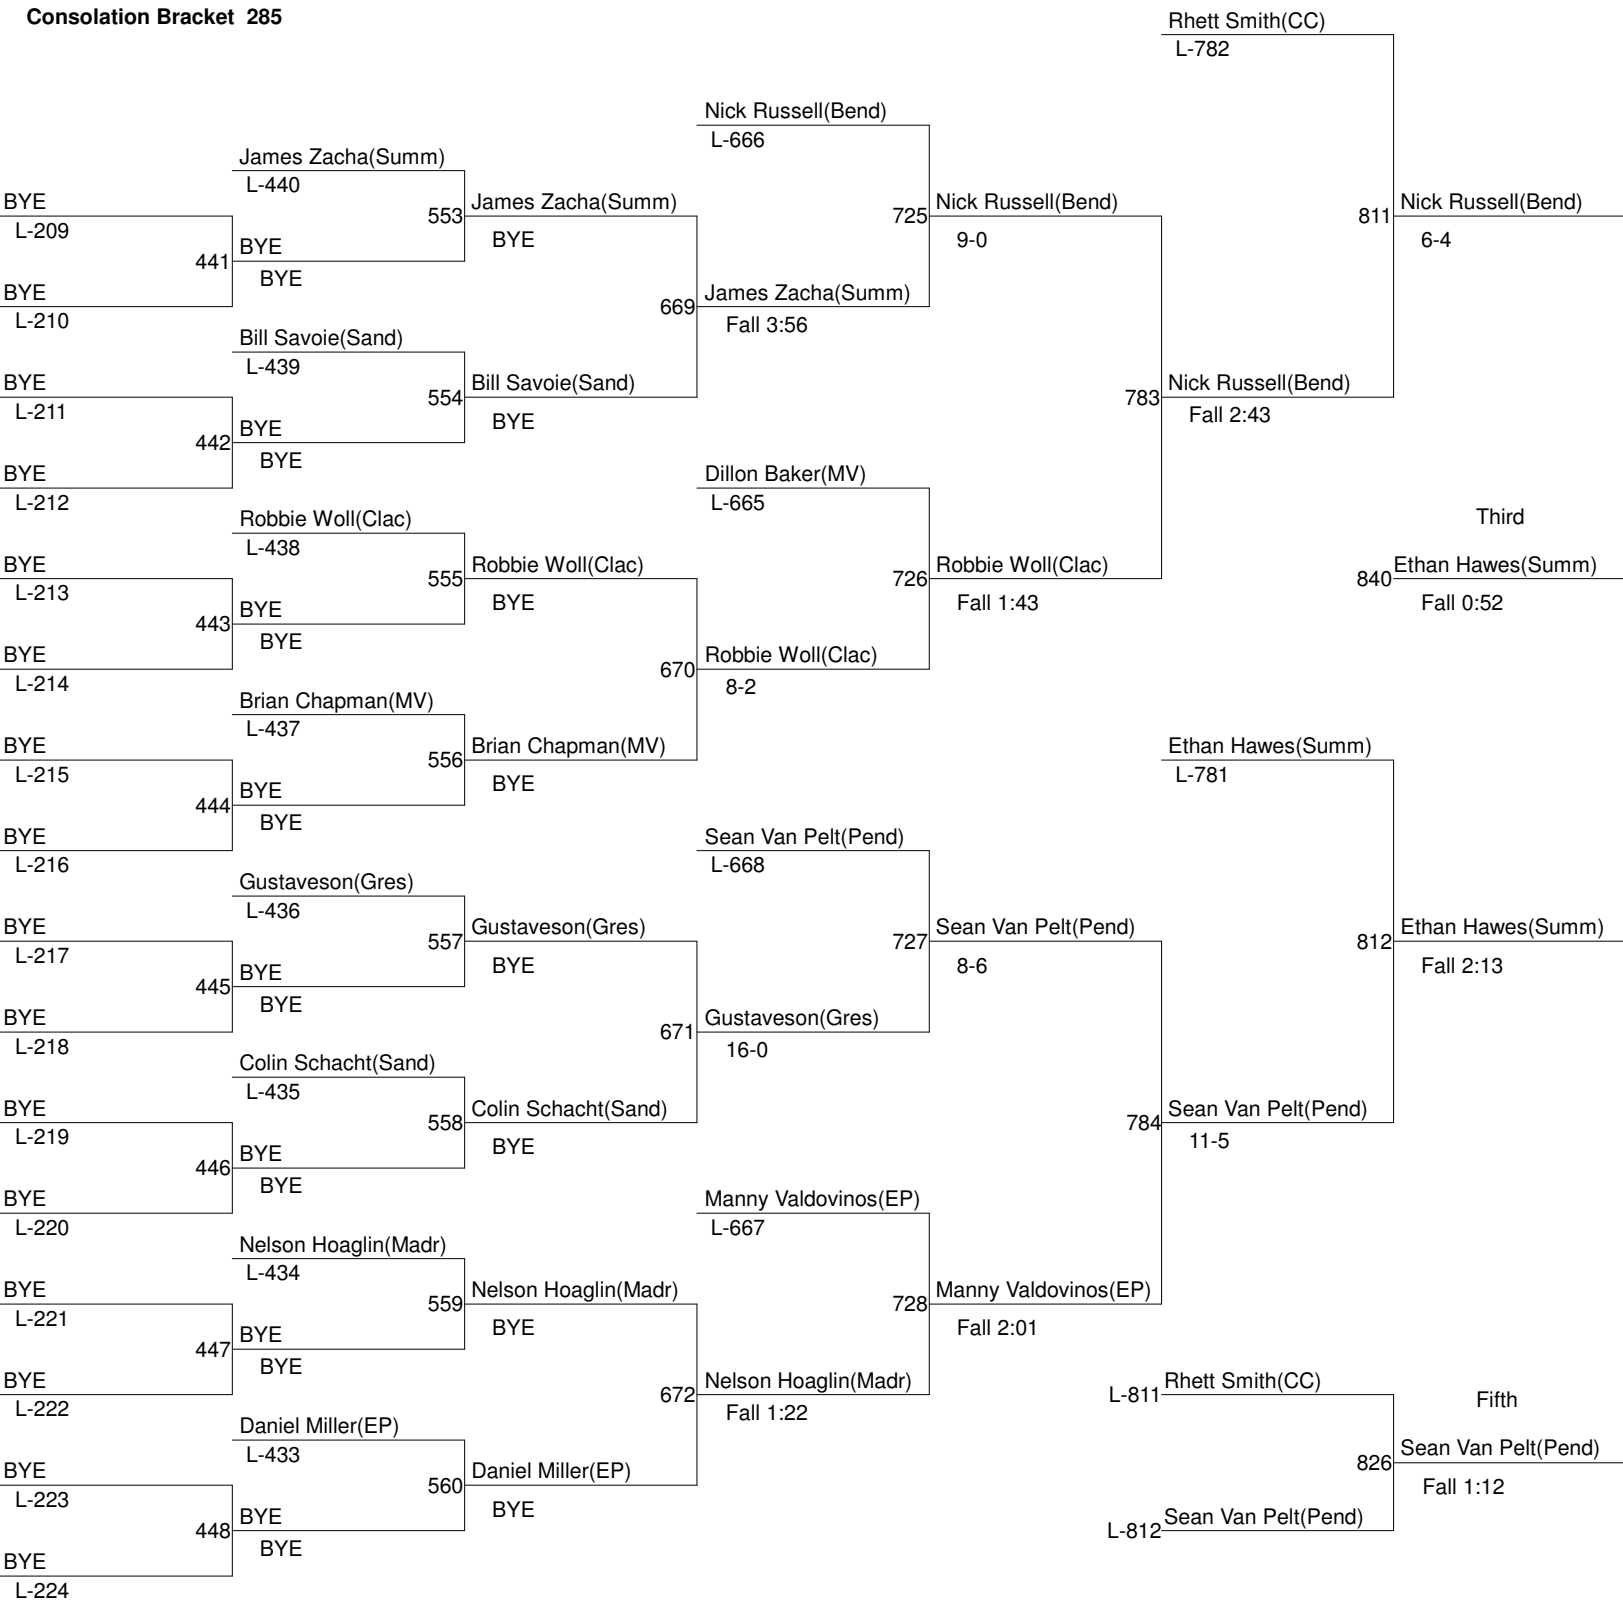 Consolation Bracket 285
BYE
L-209
BYE
L-210
BYE
L-211
BYE
L-212
BYE
L-213
BYE
L-214
BYE
L-215
BYE
L-216
BYE
L-217
BYE
L-218
BYE
L-219
BYE
L-220
BYE
L-221
BYE
L-222
BYE
L-223
BYE
L-224
James Zacha(Summ)
L-440
441
BYE
BYE
Bill Savoie(Sand)
L-439
442
BYE
BYE
Robbie Woll(Clac)
L-438
443
BYE
BYE
Brian Chapman(MV)
L-437
444
BYE
BYE
Gustaveson(Gres)
L-436
445
BYE
BYE
Colin Schacht(Sand)
L-435
446
BYE
BYE
Nelson Hoaglin(Madr)
L-434
447
BYE
BYE
Daniel Miller(EP)
L-433
448
BYE
BYE
553
James Zacha(Summ)
BYE
554
Bill Savoie(Sand)
BYE
555
Robbie Woll(Clac)
BYE
556
Brian Chapman(MV)
BYE
557
Gustaveson(Gres)
BYE
558
Colin Schacht(Sand)
BYE
559
Nelson Hoaglin(Madr)
BYE
560
Daniel Miller(EP)
BYE
Nick Russell(Bend)
L-666
669
James Zacha(Summ)
Fall 3:56
Dillon Baker(MV)
L-665
670
Robbie Woll(Clac)
8-2
Sean Van Pelt(Pend)
L-668
671
Gustaveson(Gres)
16-0
Manny Valdovinos(EP)
L-667
672
Nelson Hoaglin(Madr)
Fall 1:22
725
Nick Russell(Bend)
9-0
726
Robbie Woll(Clac)
Fall 1:43
727
Sean Van Pelt(Pend)
8-6
728
Manny Valdovinos(EP)
Fall 2:01
Rhett Smith(CC)
L-782
783
Nick Russell(Bend)
Fall 2:43
Ethan Hawes(Summ)
L-781
784
Sean Van Pelt(Pend)
11-5
L-811
Rhett Smith(CC)
L-812
Sean Van Pelt(Pend)
811
Nick Russell(Bend)
6-4
Third
840
Ethan Hawes(Summ)
Fall 0:52
812
Ethan Hawes(Summ)
Fall 2:13
Fifth
826
Sean Van Pelt(Pend)
Fall 1:12